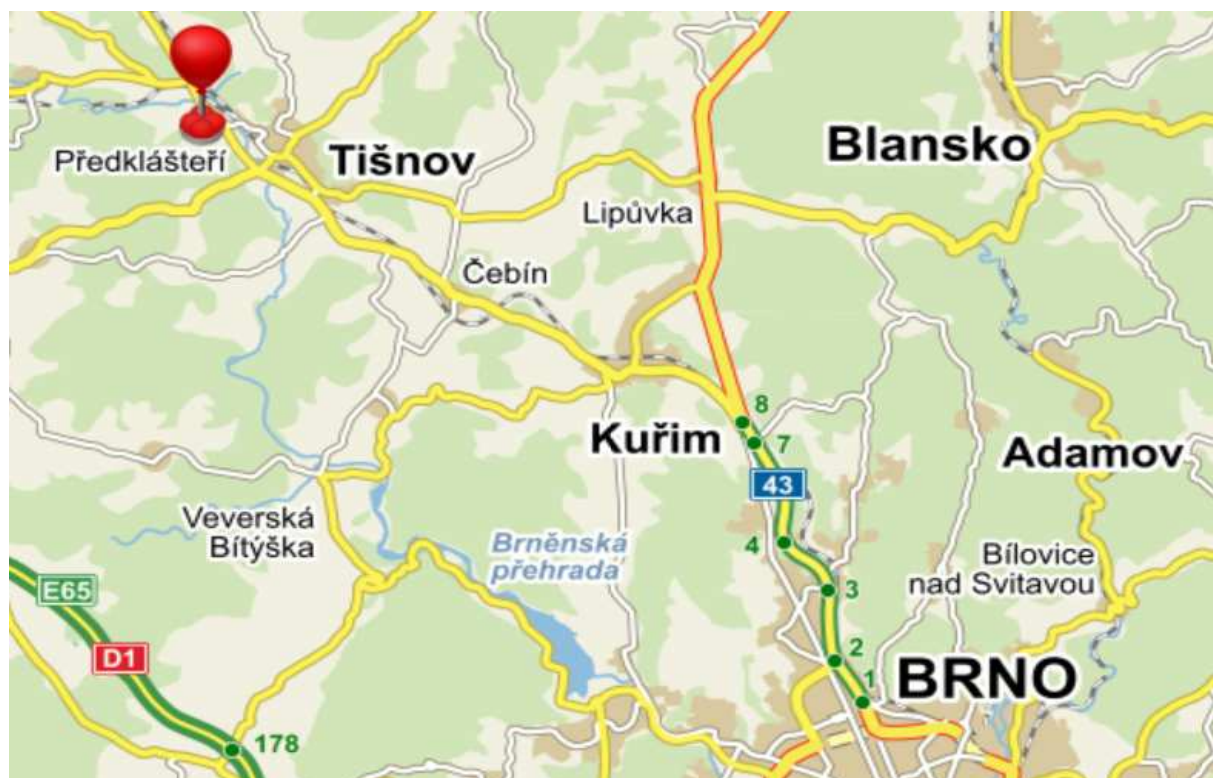 Předklášteří
Tišnov
Blansko
Lipůvka
Čebín
8
Kuřim
7
43
Adamov
Veverská
Bítýška
Brněnská
přehrada
4
Bílovice
nad Svitavou
E65
3
D1
2
1
BRNO
178